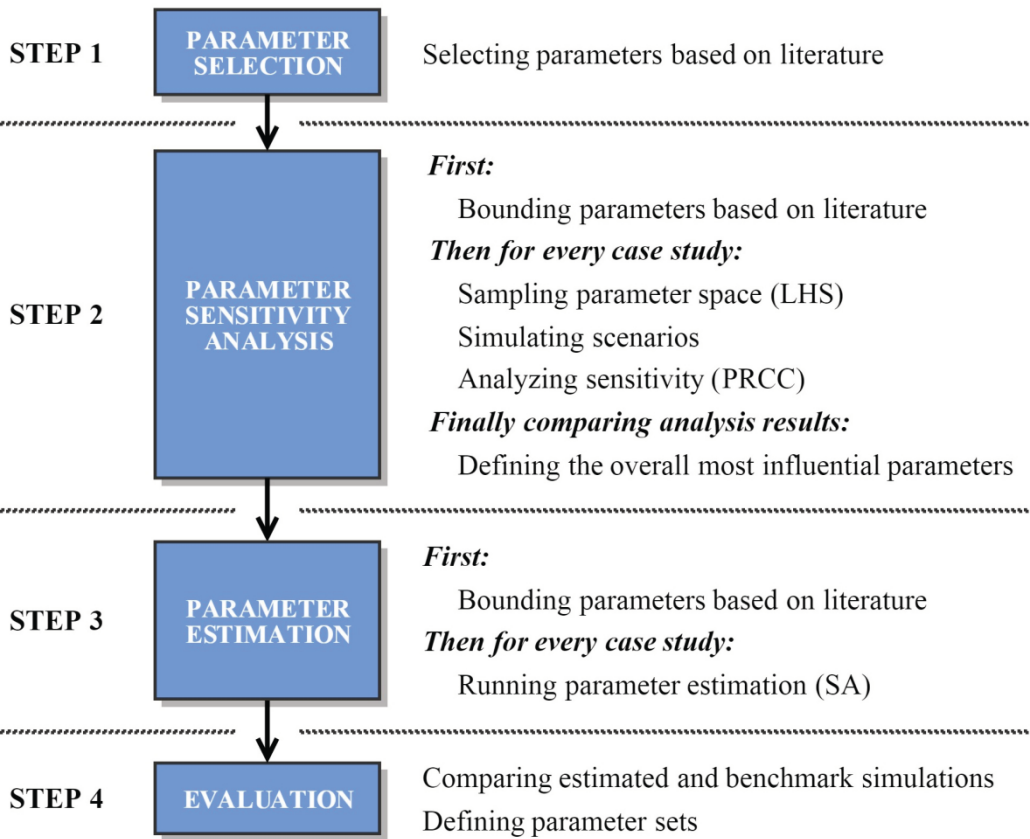 STEP 1
PARAMETER
SELECTION
Selecting parameters based on literature
STEP 2
PARAMETER
SENSITIVITY
ANALYSIS
First:
Bounding parameters based on literature
Then for every case study:
Sampling parameter space (LHS)
Simulating scenarios
Analyzing sensitivity (PRCC)
Finally comparing analysis results:
Defining the overall most influential parameters
STEP 3
PARAMETER
ESTIMATION
First:
Bounding parameters based on literature
Then for every case study:
Running parameter estimation (SA)
STEP 4
EVALUATION
Comparing estimated and benchmark simulations
Defining parameter sets